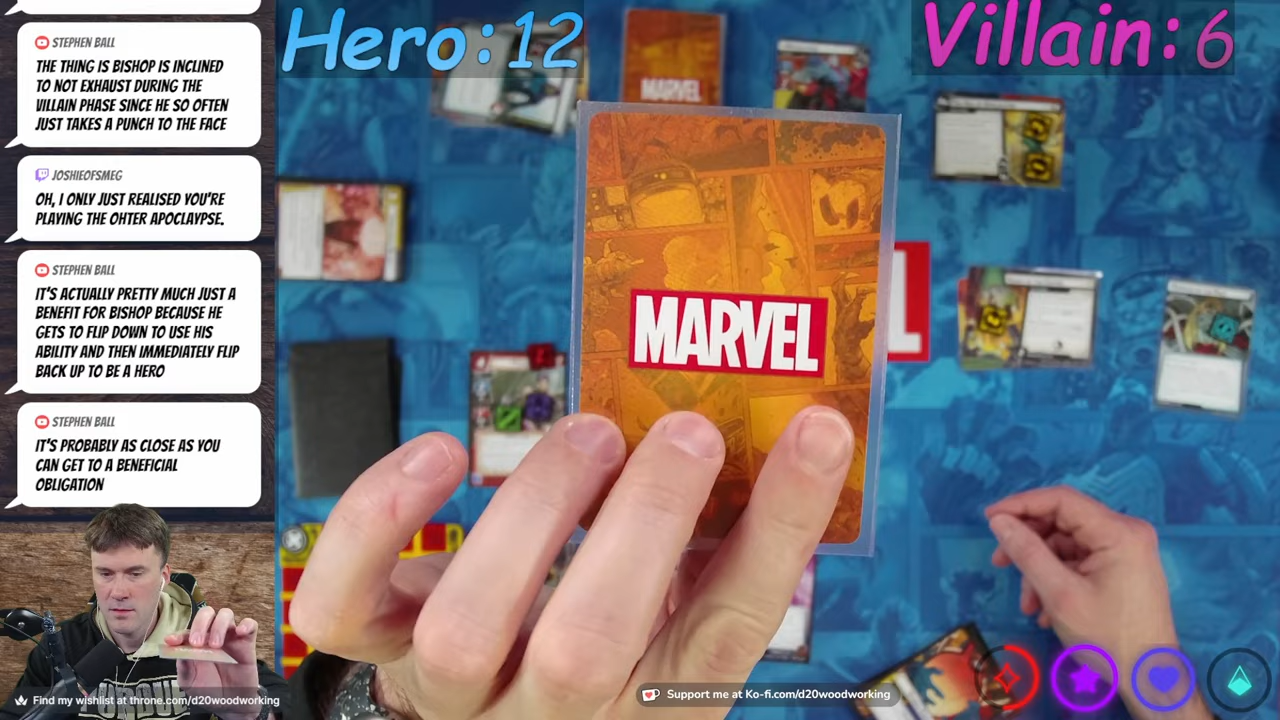 STEPHEN BALL
THE THING IS BISHOP IS INCLINED
TO NOT EXHAUST DURING THE
VILLAIN PHASE SINCE HE SO OFTEN
JUST TAKES A PUNCH TO THE FACE
JOSHIEOFSMEG
OH, I ONLY JUST REALISED YOU'RE
PLAYING THE OHTER APOCLAYPSE.
STEPHEN BALL
IT'S ACTUALLY PRETTY MUCH JUST A
BENEFIT FOR BISHOP BECAUSE HE
GETS TO FLIP DOWN TO USE HIS
ABILITY AND THEN IMMEDIATELY FLIP
BACK UP TO BE A HERO
STEPHEN BALL
IT'S PROBABLY AS CLOSE AS YOU
CAN GET TO A BENEFICIAL
OBLIGATION
Find my wishlist at throne.com/d20woodworking
Hero:12
Villain:6
MARVEL
MARVEL
Support me at Ko-fi.com/d20woodworking